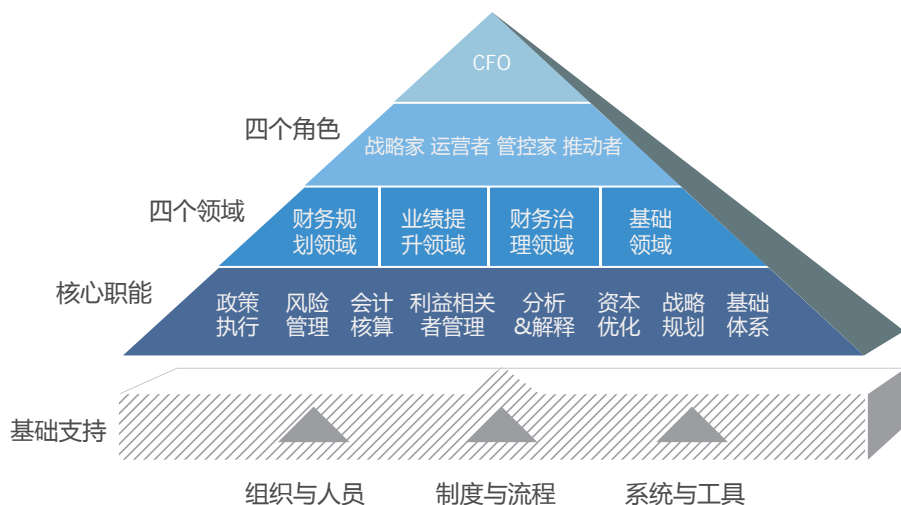 CFO
四个角色
战略家 运营者 管控家 推动者
四个领域
财务规
划领域
业绩提
升领域
财务治
理领域
基础
领域
核心职能
政策
执行
风险
管理
会计
核算
利益相关
者管理
分析
&解释
资本
优化
战略
规划
基础
体系
基础支持
组织与人员
制度与流程
系统与工具